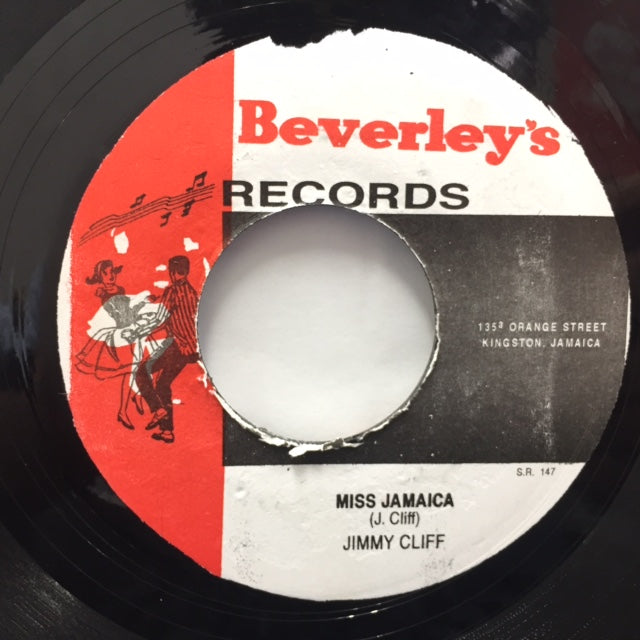 Beverley's
RECORDS
135ª ORANGE STREET
KINGSTON, JAMAICA
S.R. 147
MISS JAMAICA
(J. Cliff)
JIMMY CLIFF